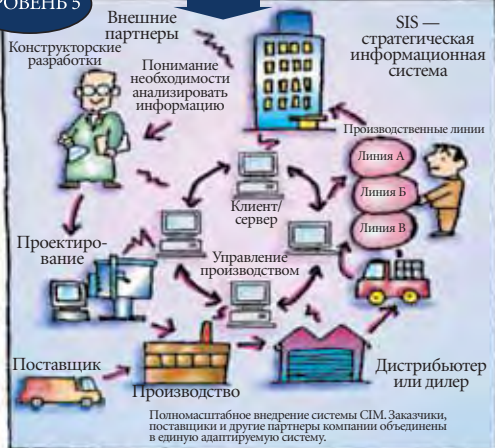 РОВЕНЬ 5
Внешние
партнеры
SIS —
стратегическая
информационная
система
Конструкторские
разработки
Понимание
необходимости
анализировать
информацию
Производственные линии
Линия А
Линия Б
Линия В
Клиент/
сервер
Проектиро-
вание
Управление
производством
Поставщик
Производство
Дистрибьютер
или дилер
Полномасштабное внедрение системы CIM. Заказчики,
поставщики и другие партнеры компании объединены
в единую адаптируемую систему.